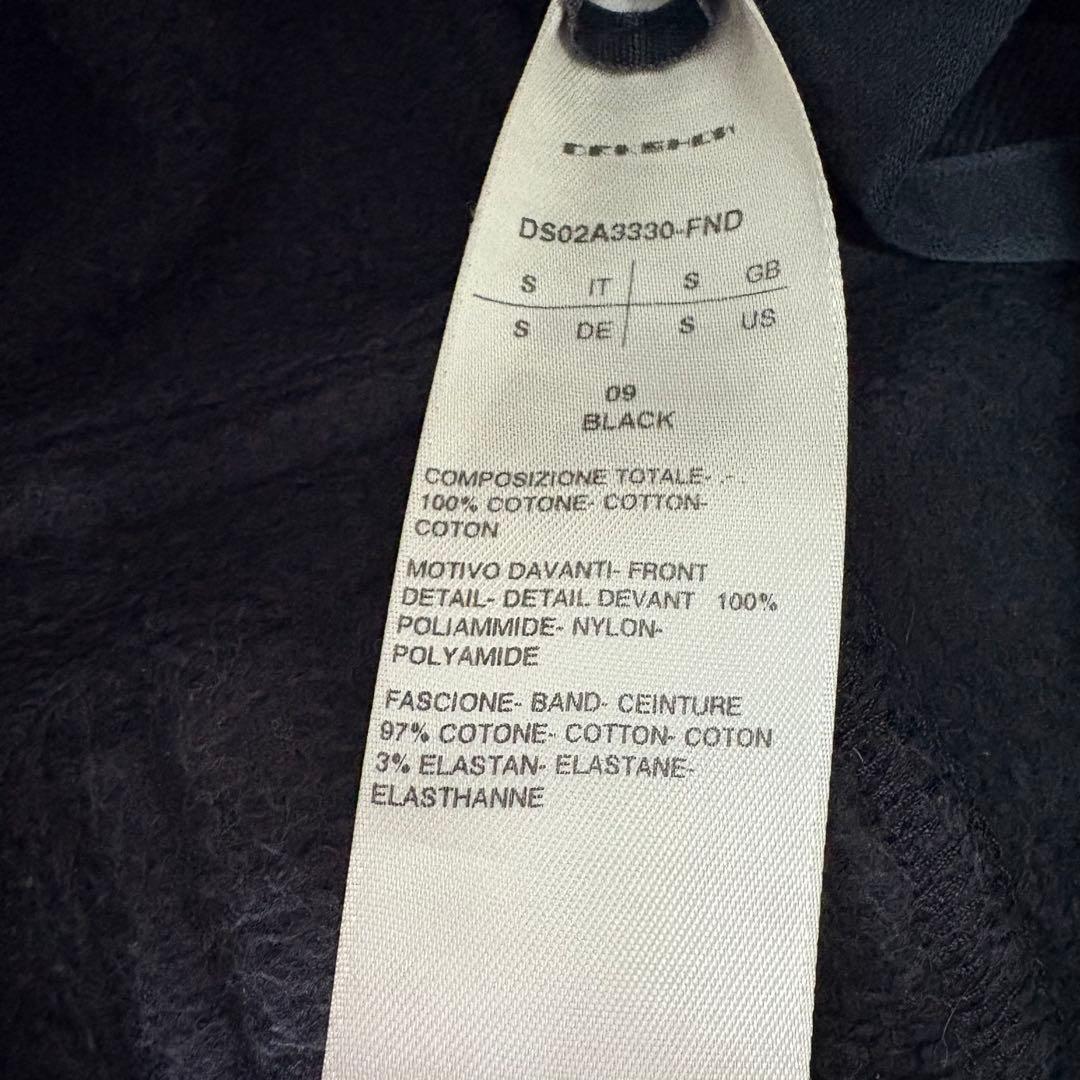 DRKSHDW
DS02A3330-FND
S IT S GB
S DE S US
09
BLACK
COMPOSIZIONE TOTALE- .- .
100% COTONE- COTTON-
COTON
MOTIVO DAVANTI- FRONT
DETAIL- DETAIL DEVANT 100%
POLIAMMIDE- NYLON-
POLYAMIDE
FASCIONE- BAND- CEINTURE
97% COTONE- COTTON- COTON
3% ELASTAN- ELASTANE-
ELASTHANNE